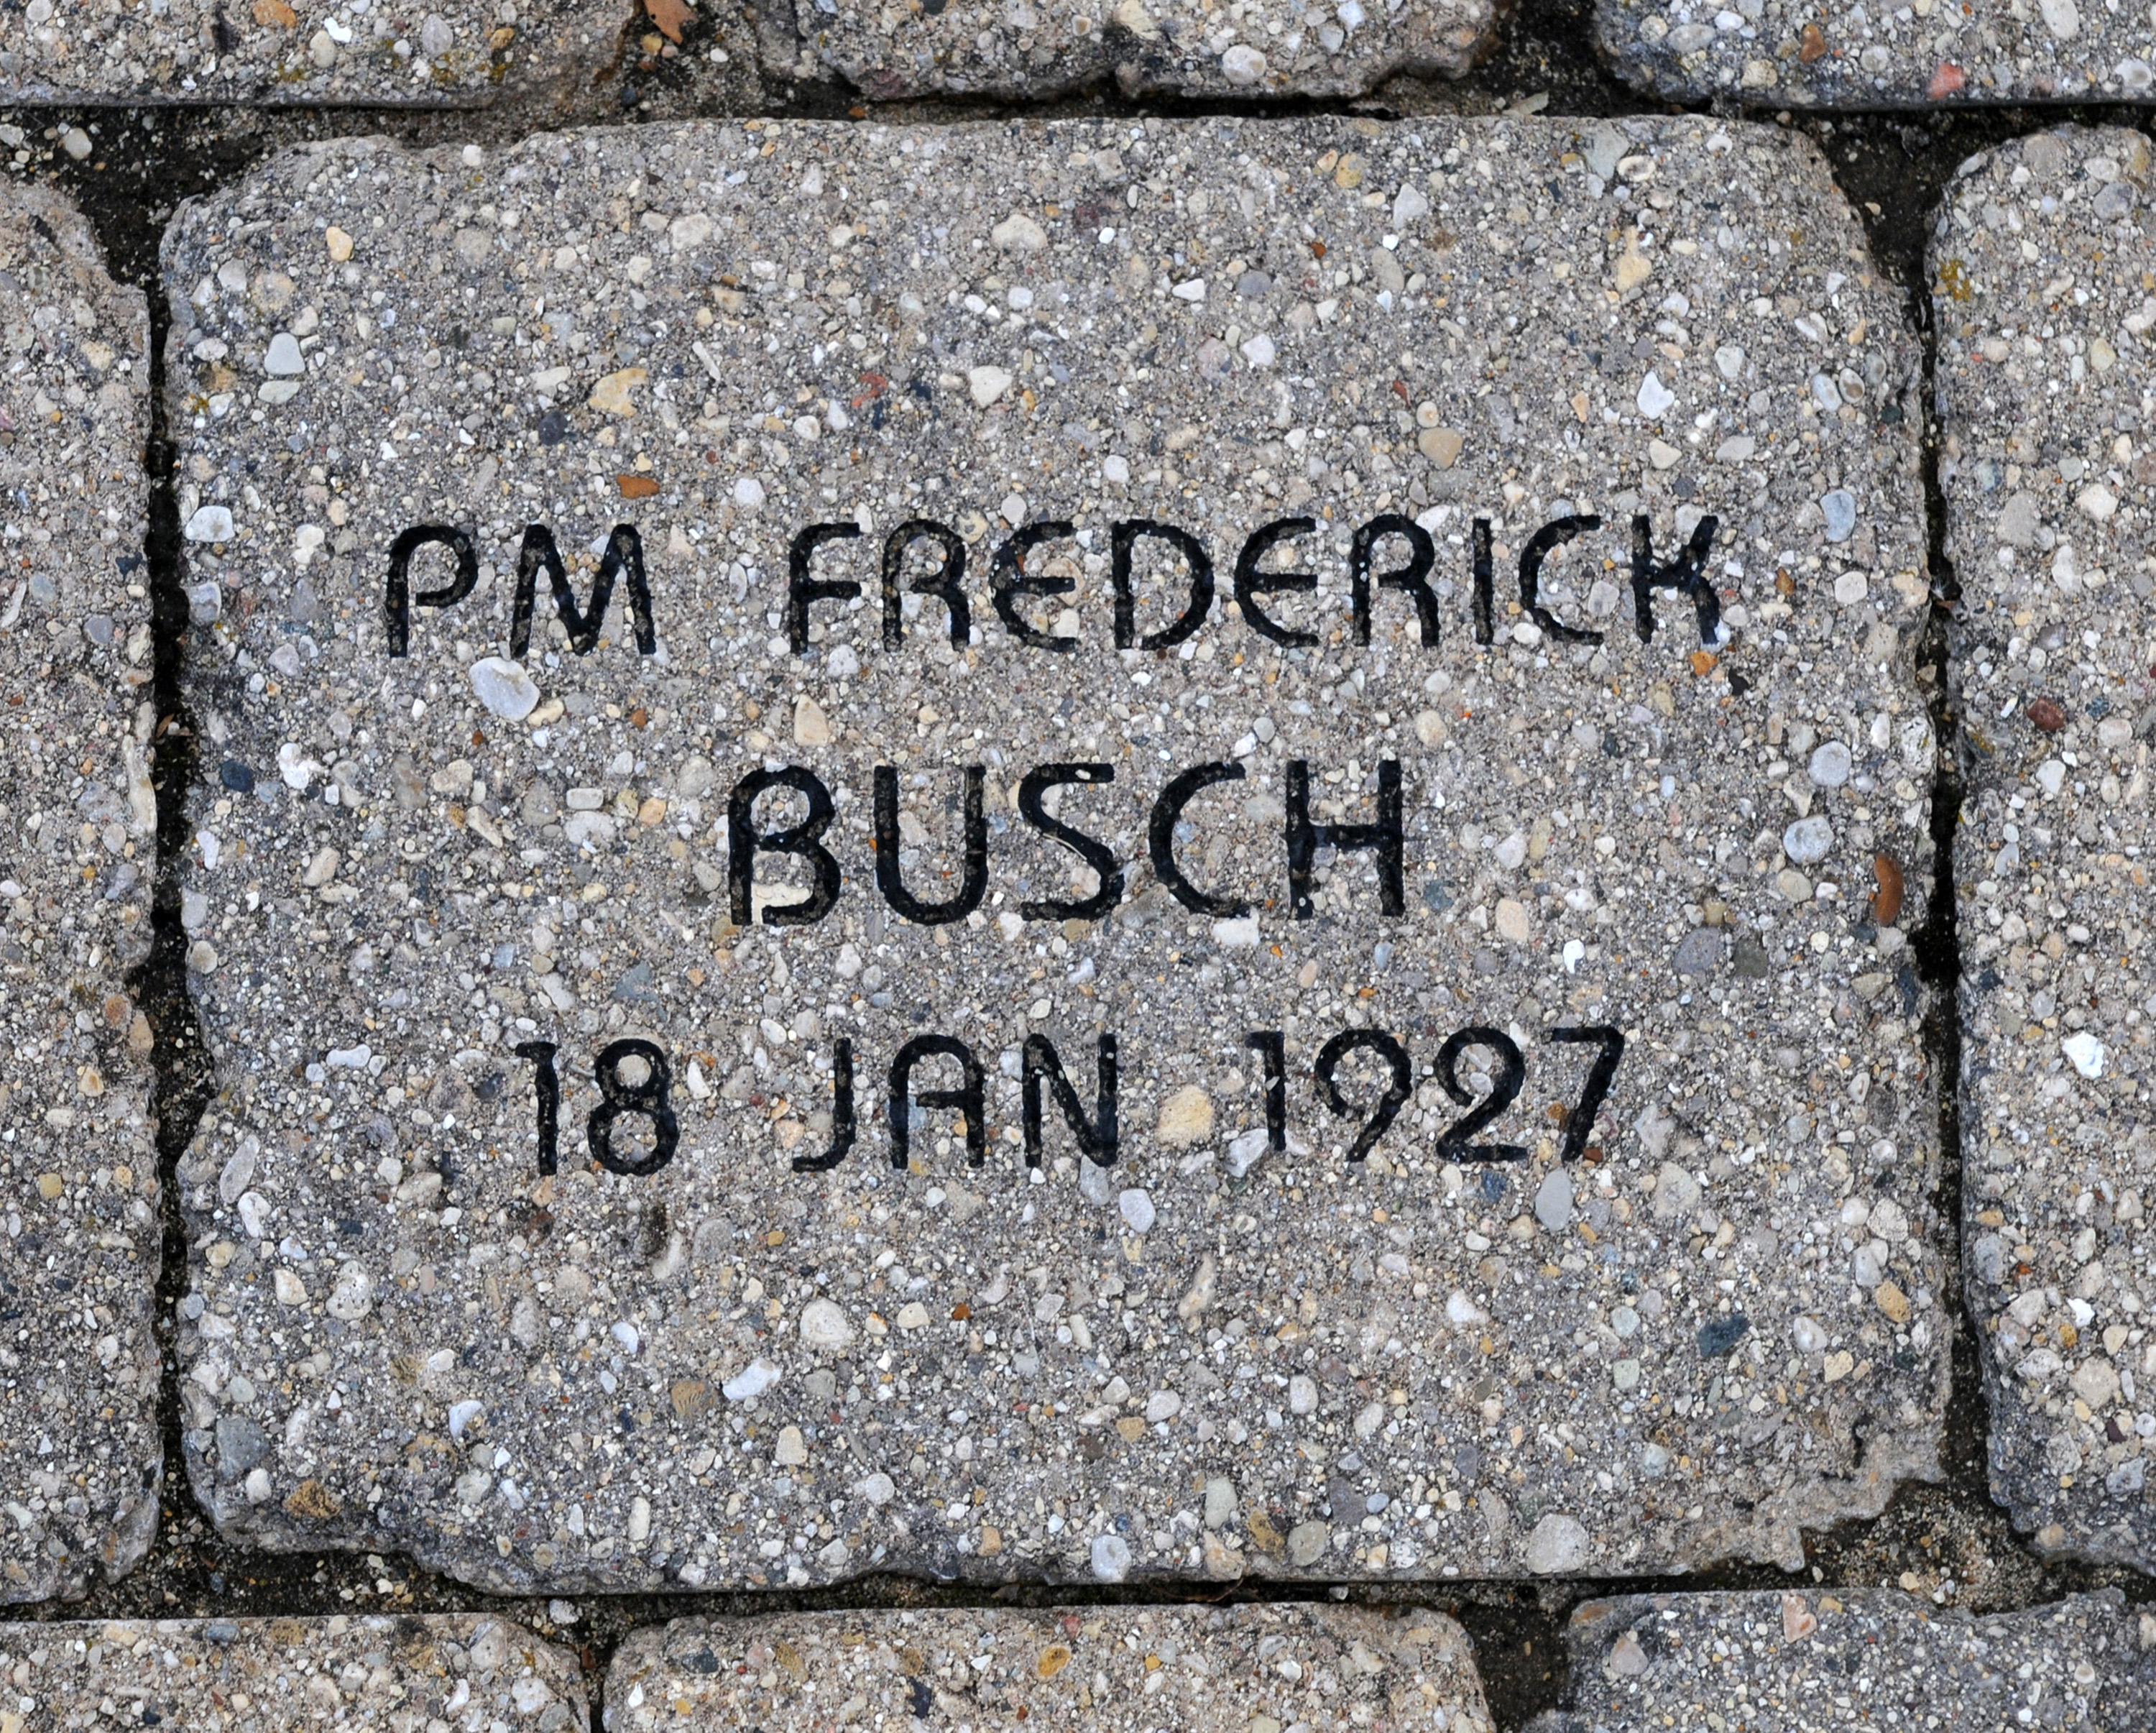 PM FREDERICK
BUSCH
18 JAN 1927